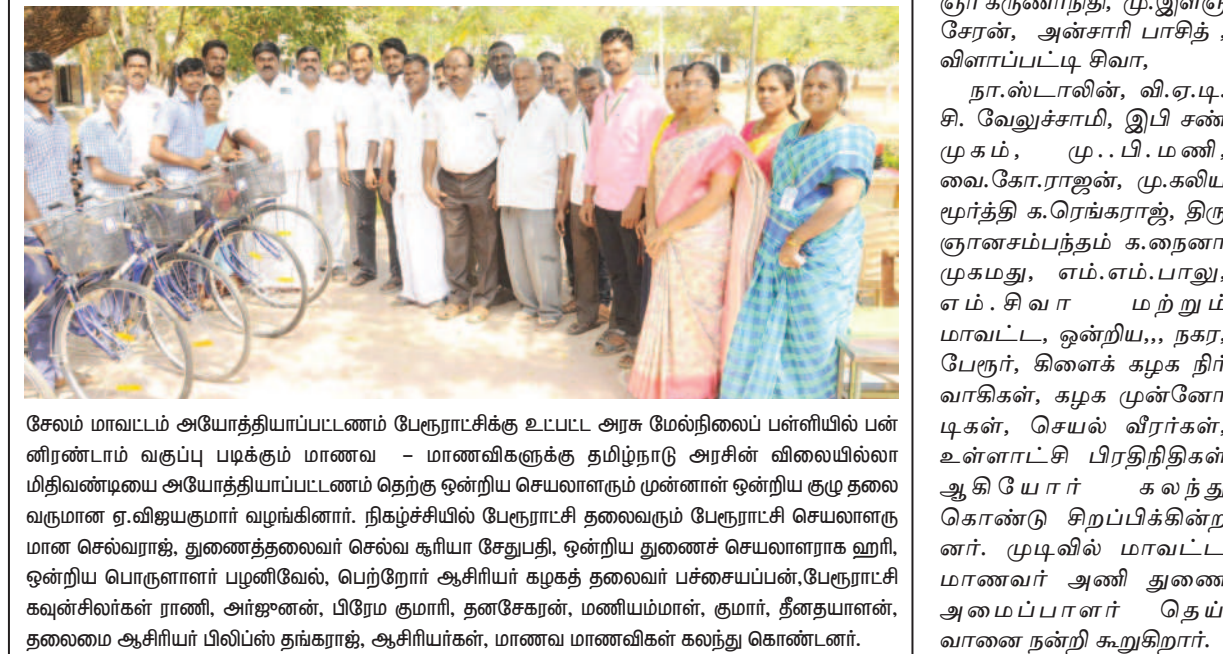 சேலம் மாவட்டம் அயோத்தியாப்பட்டணம் பேரூராட்சிக்கு உட்பட்ட அரசு மேல்நிலைப் பள்ளியில் பன்
னிரண்டாம் வகுப்பு படிக்கும் மாணவ – மாணவிகளுக்கு தமிழ்நாடு அரசின் விலையில்லா
மிதிவண்டியை அயோத்தியாப்பட்டணம் தெற்கு ஒன்றிய செயலாளரும் முன்னாள் ஒன்றிய குழு தலை
வருமான ஏ.விஜயகுமார் வழங்கினார். நிகழ்ச்சியில் பேரூராட்சி தலைவரும் பேரூராட்சி செயலாளரு
மான செல்வராஜ், துணைத்தலைவர் செல்வ சூரியா சேதுபதி, ஒன்றிய துணைச் செயலாளராக ஹரி,
ஒன்றிய பொருளாளர் பழனிவேல், பெற்றோர் ஆசிரியர் கழகத் தலைவர் பச்சையப்பன்,பேரூராட்சி
கவுன்சிலர்கள் ராணி, அர்ஜுனன், பிரேம குமாரி, தனசேகரன், மணியம்மாள், குமார், தீனதயாளன்,
தலைமை ஆசிரியர் பிலிப்ஸ் தங்கராஜ், ஆசிரியர்கள், மாணவ மாணவிகள் கலந்து கொண்டனர்.
சேரன், அன்சாரி பாசித் ,
விளாப்பட்டி சிவா,
நா.ஸ்டாலின், வி.ஏ.டி.
சி. வேலுச்சாமி, இபி சண்
முகம், மு..பி.மணி,
வை.கோ.ராஜன், மு.கலிய
மூர்த்தி க.ரெங்கராஜ், திரு
ஞானசம்பந்தம் க.நைனா
முகமது, எம்.எம்.பாலு,
எம்.சிவா மற்றும்
மாவட்ட, ஒன்றிய,,, நகர,
பேரூர், கிளைக் கழக நிர்
வாகிகள், கழக முன்னோ
டிகள், செயல் வீரர்கள்,
உள்ளாட்சி பிரதிநிதிகள்
ஆகியோர் கலந்து
கொண்டு சிறப்பிக்கின்ற
னர். முடிவில் மாவட்ட
மாணவர் அணி துணை
அமைப்பாளர் தெய்
வானை நன்றி கூறுகிறார்.